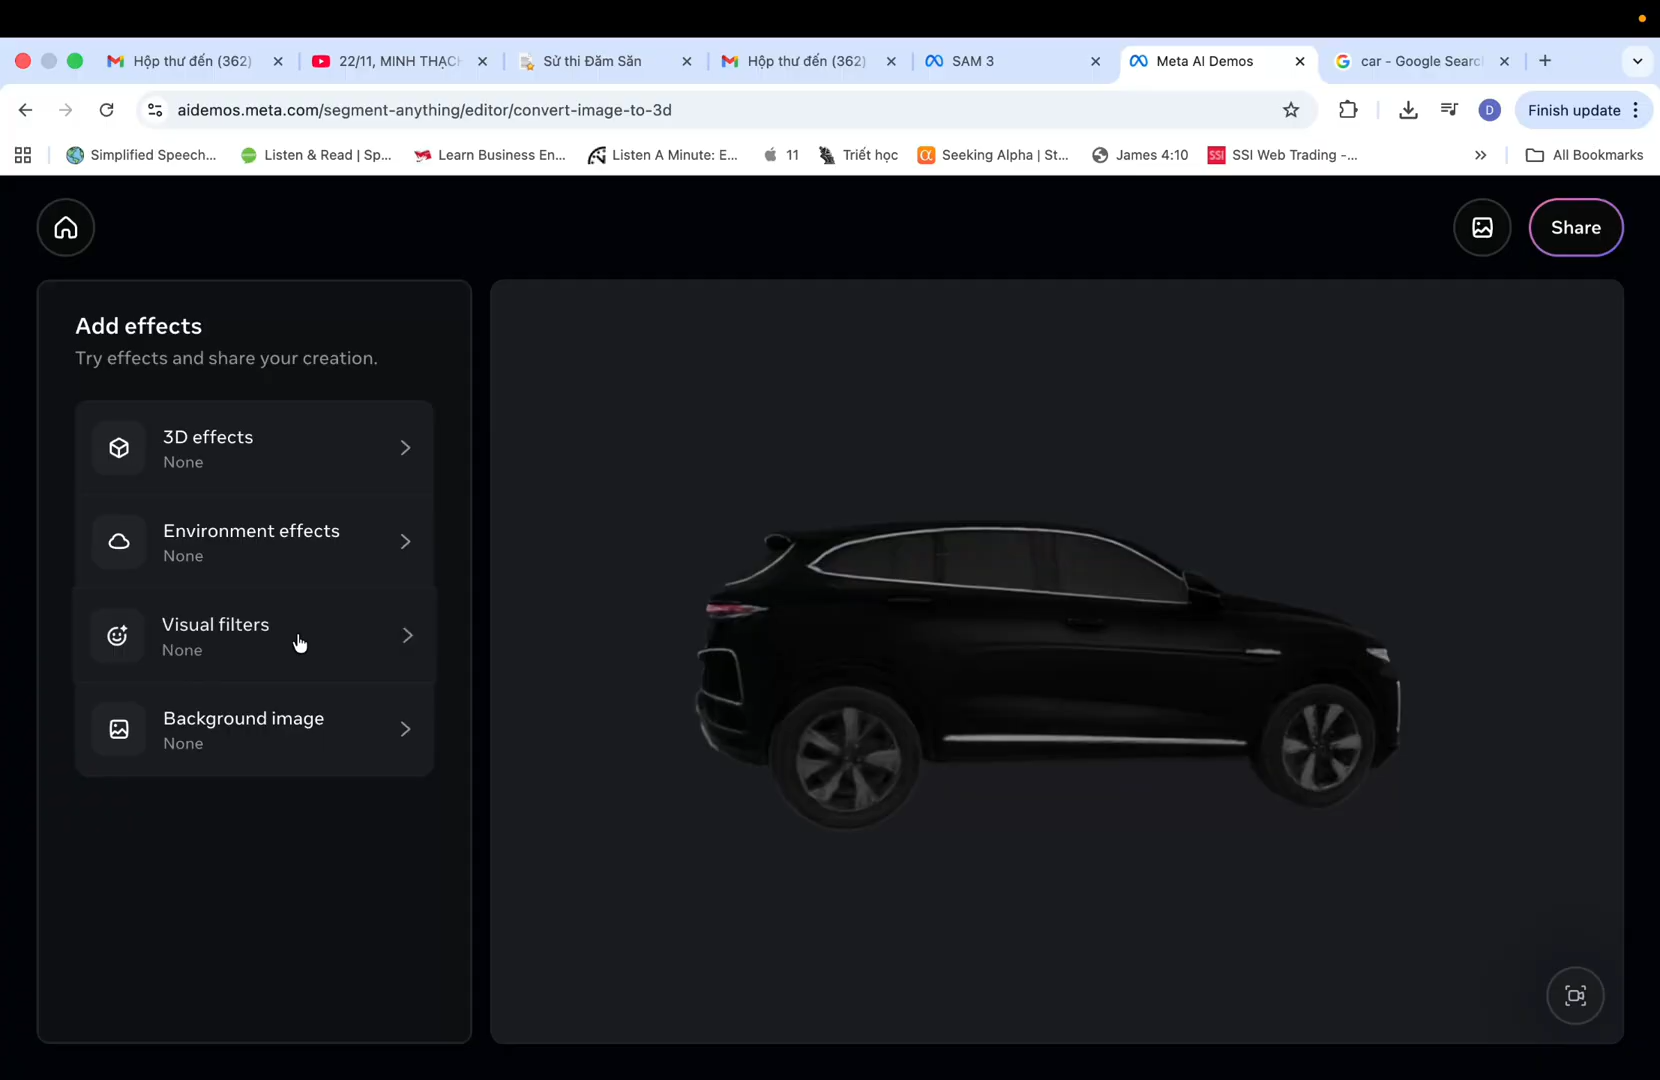 Hộp thư đến (362)
22/11, MINH THẠCH
Sử thi Đăm Săn
Hộp thư đến (362)
SAM 3
Meta AI Demos
car - Google Searc
aidemos.meta.com/segment-anything/editor/convert-image-to-3d
D
Finish update
Simplified Speech...
Listen & Read | Sp...
Learn Business En...
Listen A Minute: E...
11
Triết học
Seeking Alpha | St...
James 4:10
SSI
SSI Web Trading -...
All Bookmarks
Share
Add effects
Try effects and share your creation.
3D effects
None
Environment effects
None
Visual filters
None
Background image
None